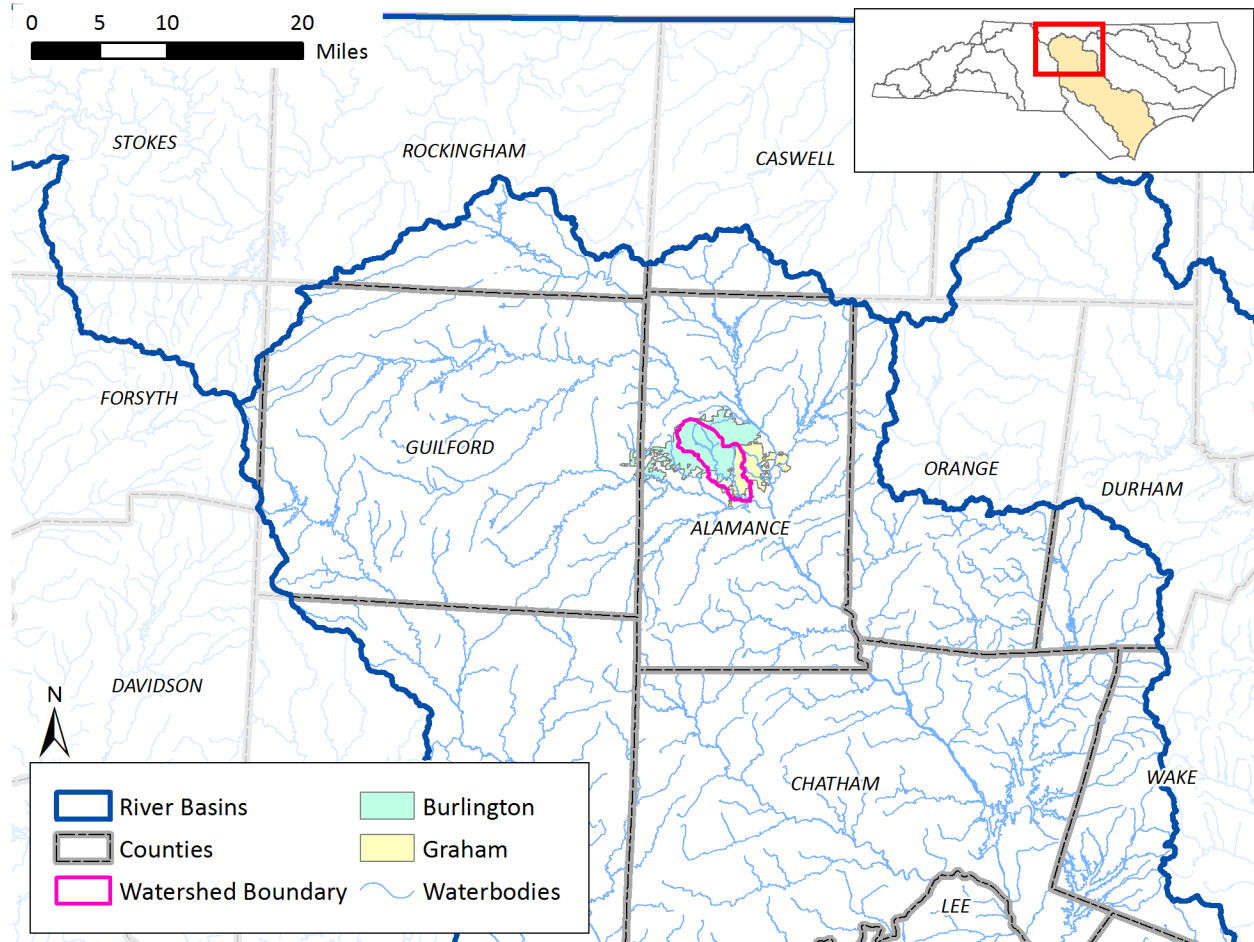 0 5 10 20
Miles
STOKES
ROCKINGHAM
CASWELL
FORSYTH
GUILFORD
ORANGE
DURHAM
ALAMANCE
DAVIDSON
N
CHATHAM
WAKE
LEE
River Basins
Burlington
Counties
Graham
Watershed Boundary
Waterbodies